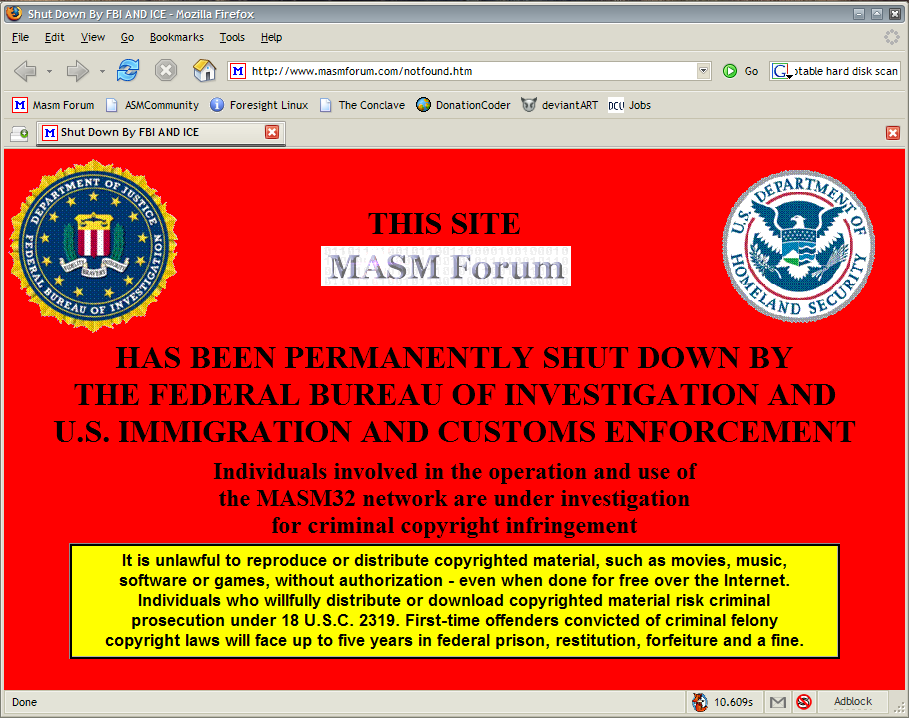 Shut Down By FBI AND ICE - Mozilla Firefox
File Edit View Go Bookmarks Tools Help
M http://www.masmforum.com/notfound.htm Go G otable hard disk scan
M Masm Forum ASMCommunity Foresight Linux The Conclave DonationCoder deviantART DCU Jobs
M Shut Down By FBI AND ICE
DEPARTMENT OF JUSTICE
FIDELITY BRAVERY INTEGRITY
FEDERAL BUREAU OF INVESTIGATION
THIS SITE
MASM Forum
U.S. DEPARTMENT OF
HOMELAND SECURITY
HAS BEEN PERMANENTLY SHUT DOWN BY
THE FEDERAL BUREAU OF INVESTIGATION AND
U.S. IMMIGRATION AND CUSTOMS ENFORCEMENT
Individuals involved in the operation and use of
the MASM32 network are under investigation
for criminal copyright infringement
It is unlawful to reproduce or distribute copyrighted material, such as movies, music,
software or games, without authorization - even when done for free over the Internet.
Individuals who willfully distribute or download copyrighted material risk criminal
prosecution under 18 U.S.C. 2319. First-time offenders convicted of criminal felony
copyright laws will face up to five years in federal prison, restitution, forfeiture and a fine.
Done 10.609s Adblock